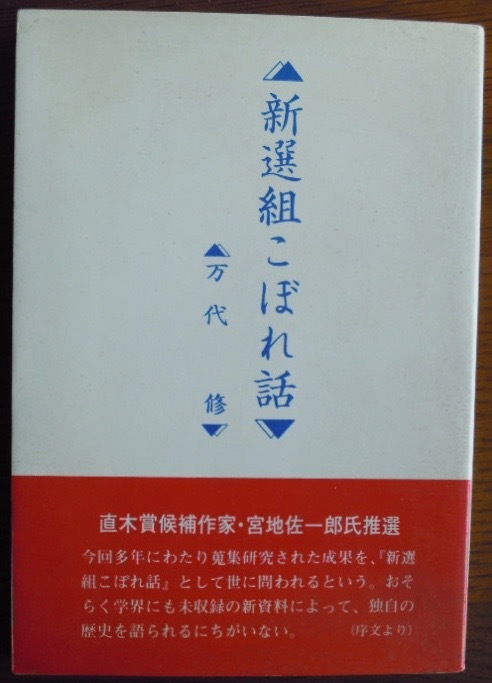 新選組こぼれ話
万代 修
直木賞候補作家・宮地佐一郎氏推選
今回多年にわたり蒐集研究された成果を、『新選
組こぼれ話』として世に問われるという。おそ
らく学界にも未収録の新資料によって、独自の
歴史を語られるにちがいない。 (序文より)